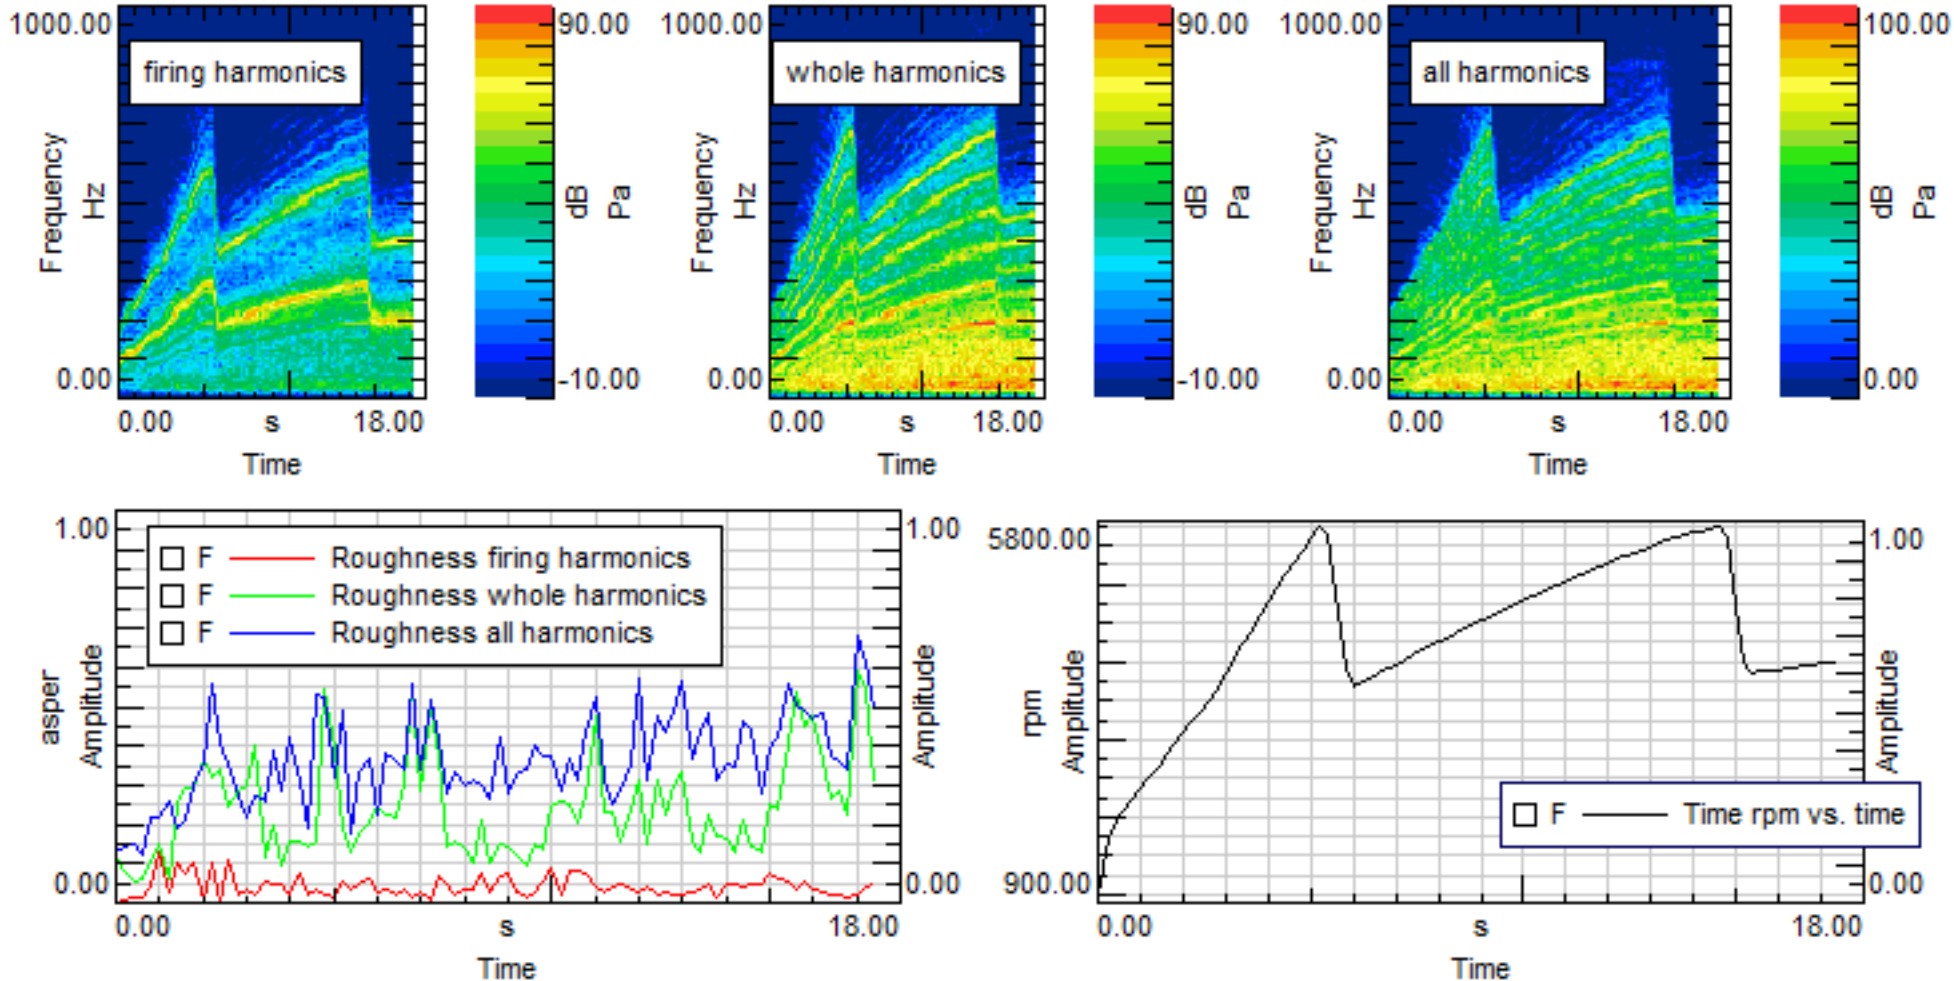 1000.00
firing harmonics
Frequency
Hz
0.00
0.00 s 18.00
Time
90.00
dB
Pa
-10.00
1000.00
whole harmonics
Frequency
Hz
0.00
0.00 s 18.00
Time
90.00
dB
Pa
-10.00
1000.00
all harmonics
Frequency
Hz
0.00
0.00 s 18.00
Time
100.00
dB
Pa
0.00
1.00
asper
Amplitude
0.00
F Roughness firing harmonics
F Roughness whole harmonics
F Roughness all harmonics
1.00
Amplitude
0.00
0.00 s 18.00
Time
5800.00
rpm
Amplitude
900.00
F Time rpm vs. time
1.00
Amplitude
0.00
0.00 s 18.00
Time